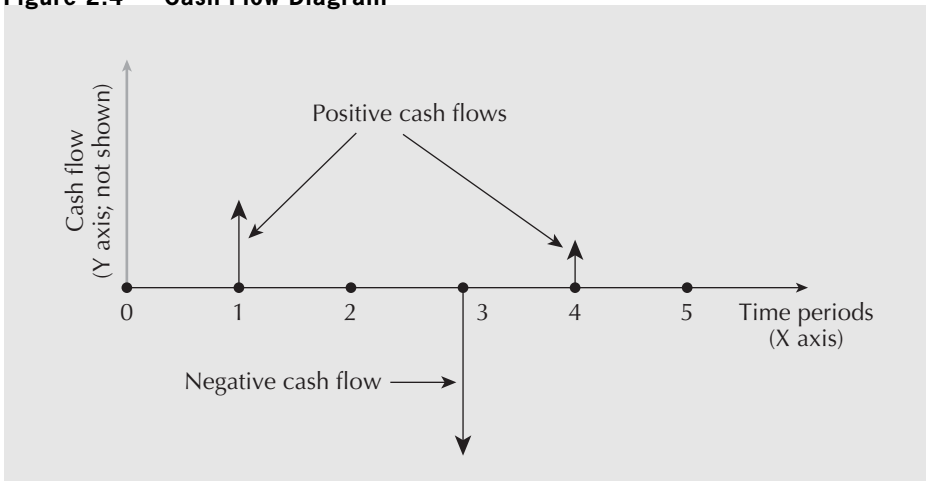 Figure 2.4 Cash Flow Diagram
Positive cash flows
Cash flow
(Y axis; not shown)
0 1 2 3 4 5 Time periods
(X axis)
Negative cash flow